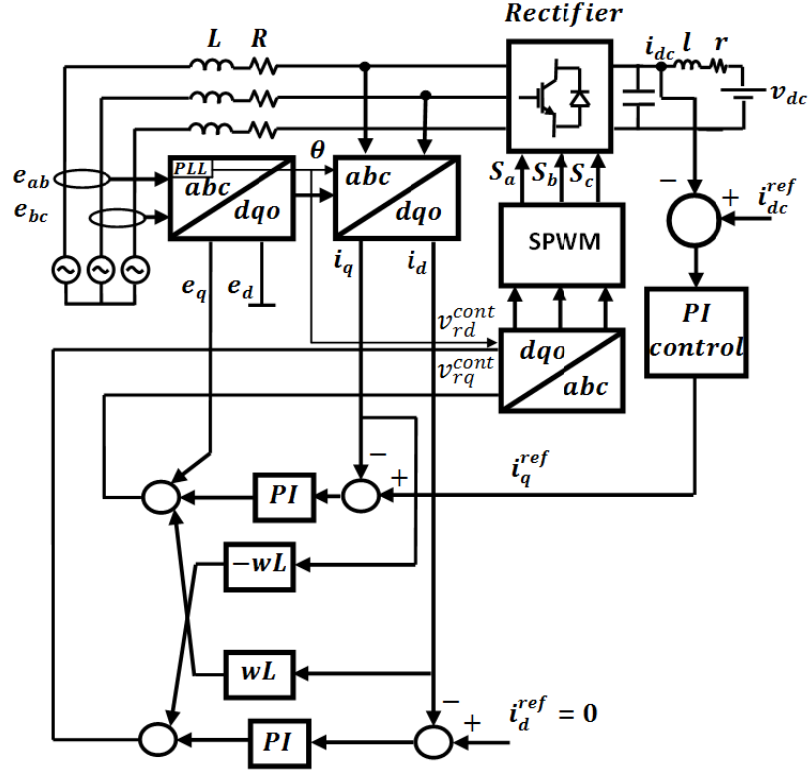 Rectifier
L R
i_dc l r
v_dc
e_ab
e_bc
PLL
abc
dqo
θ
abc
dqo
S_a S_b S_c
− + i_dc^ref
SPWM
e_q e_d
i_q i_d
v_rd^cont
v_rq^cont
dqo
abc
PI
control
−
+
i_q^ref
PI
−wL
wL
−
+
i_d^ref = 0
PI